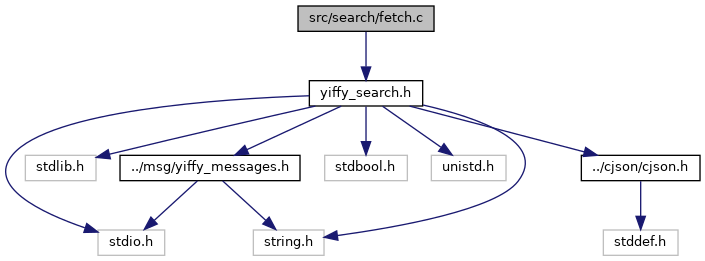 src/search/fetch.c
yiffy_search.h
stdlib.h
../msg/yiffy_messages.h
stdbool.h
unistd.h
../cjson/cjson.h
stdio.h
string.h
stddef.h